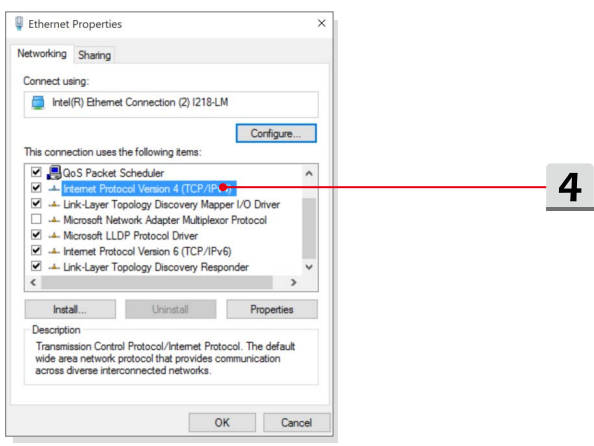 Ethernet Properties
Networking Sharing
Connect using:
Intel(R) Ethernet Connection (2) I218-LM
Configure...
This connection uses the following items:
QoS Packet Scheduler
Internet Protocol Version 4 (TCP/IPv4)
4
Link-Layer Topology Discovery Mapper I/O Driver
Microsoft Network Adapter Multiplexor Protocol
Microsoft LLDP Protocol Driver
Internet Protocol Version 6 (TCP/IPv6)
Link-Layer Topology Discovery Responder
Install... Uninstall Properties
Description
Transmission Control Protocol/Internet Protocol. The default
wide area network protocol that provides communication
across diverse interconnected networks.
OK Cancel